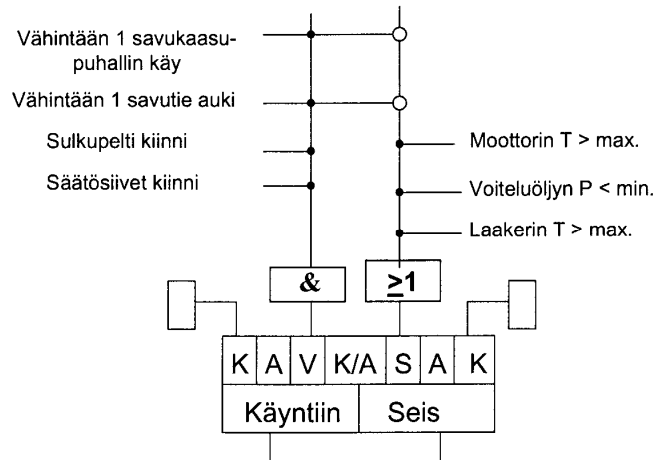 Vähintään 1 savukaasu-
puhallin käy
Vähintään 1 savutie auki
Sulkupelti kiinni
Säätösiivet kiinni
Moottorin T > max.
Voiteluöljyn P < min.
Laakerin T > max.
&
≥1
K A V K/A S A K
Käyntiin Seis